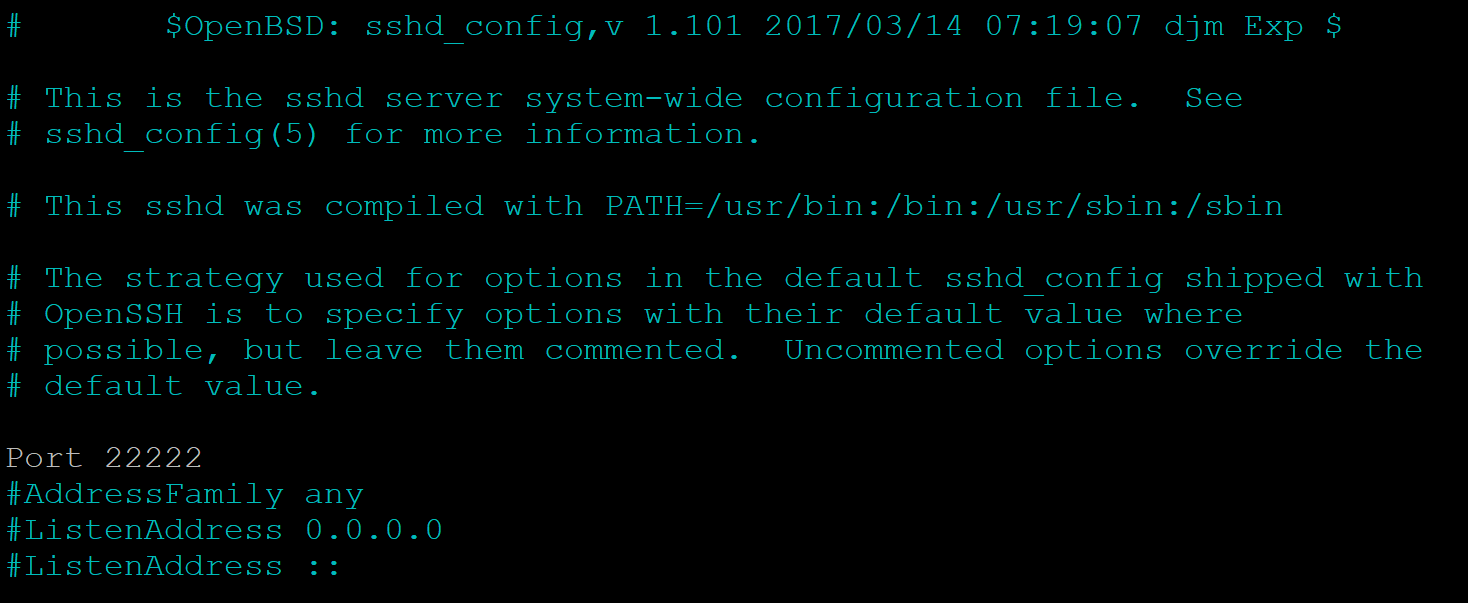 #       $OpenBSD: sshd_config,v 1.101 2017/03/14 07:19:07 djm Exp $
# This is the sshd server system-wide configuration file.  See
# sshd_config(5) for more information.
# This sshd was compiled with PATH=/usr/bin:/bin:/usr/sbin:/sbin
# The strategy used for options in the default sshd_config shipped with
# OpenSSH is to specify options with their default value where
# possible, but leave them commented.  Uncommented options override the
# default value.
Port 22222
#AddressFamily any
#ListenAddress 0.0.0.0
#ListenAddress ::